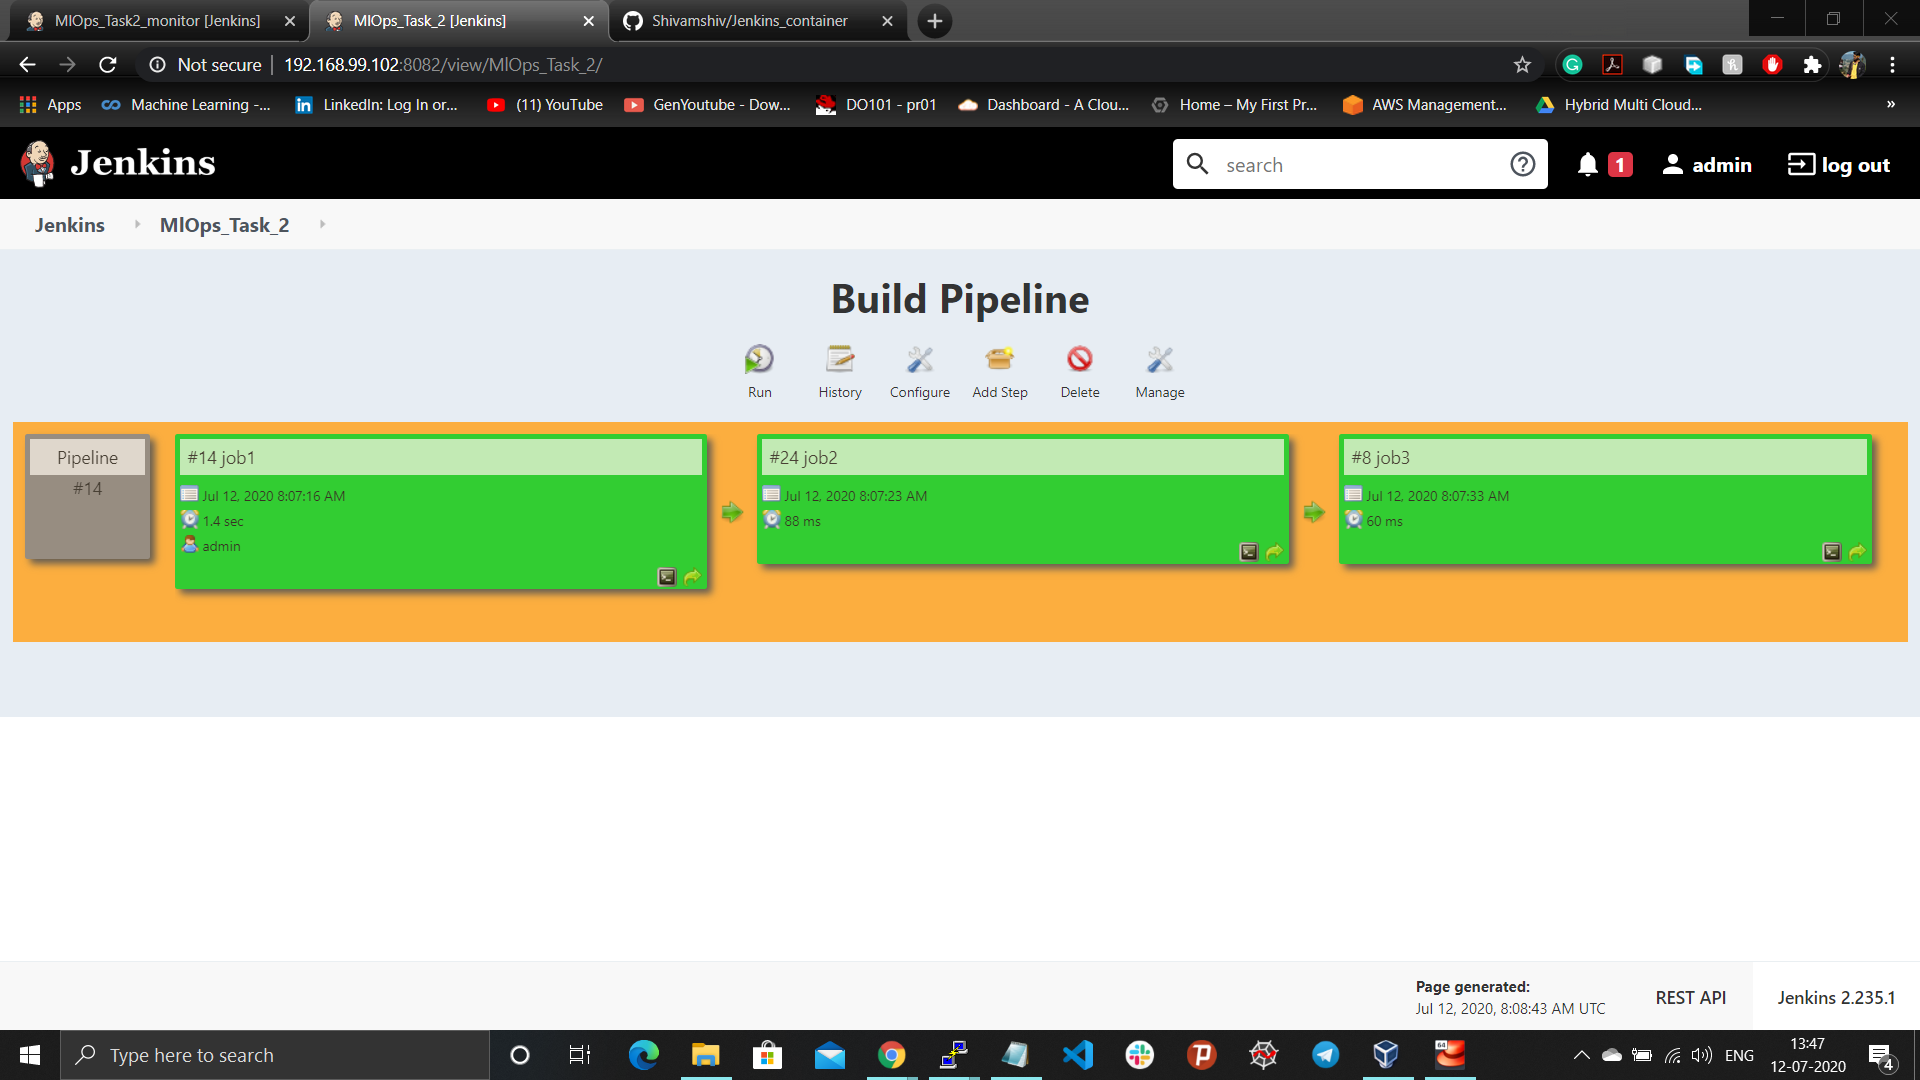 MlOps_Task2_monitor [Jenkins]
MlOps_Task_2 [Jenkins]
Shivamshiv/Jenkins_container
Not secure
192.168.99.102:8082/view/MlOps_Task_2/
Apps
Machine Learning -...
LinkedIn: Log In or...
(11) YouTube
GenYoutube - Dow...
DO101 - pr01
Dashboard - A Clou...
Home – My First Pr...
AWS Management...
Hybrid Multi Cloud...
»
Jenkins
search
1
admin
log out
Jenkins
MlOps_Task_2
Build Pipeline
Run
History
Configure
Add Step
Delete
Manage
Pipeline
#14
#14 job1
Jul 12, 2020 8:07:16 AM
1.4 sec
admin
#24 job2
Jul 12, 2020 8:07:23 AM
88 ms
#8 job3
Jul 12, 2020 8:07:33 AM
60 ms
Page generated:
Jul 12, 2020, 8:08:43 AM UTC
REST API
Jenkins 2.235.1
Type here to search
64
ENG
13:47
12-07-2020
4